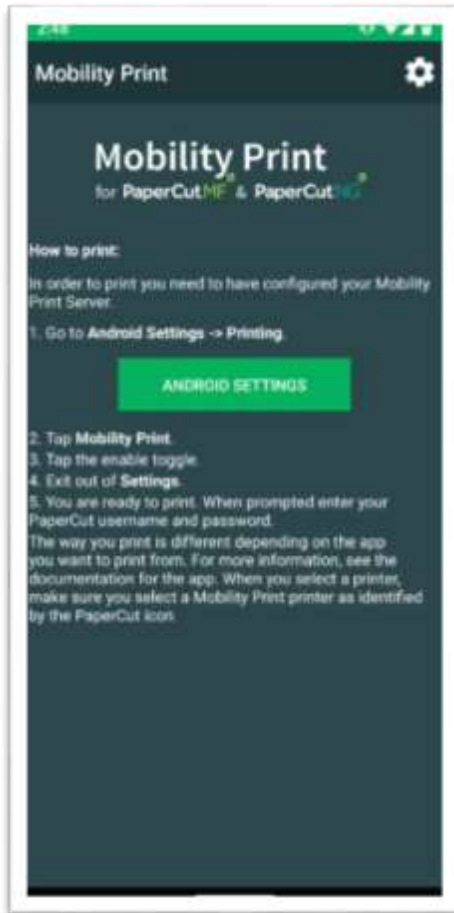 2:48
Mobility Print
Mobility Print
for PaperCut MF & PaperCut NG
How to print:
In order to print you need to have configured your Mobility
Print Server.
1. Go to Android Settings -> Printing.
ANDROID SETTINGS
2. Tap Mobility Print.
3. Tap the enable toggle.
4. Exit out of Settings.
5. You are ready to print. When prompted enter your
PaperCut username and password.
The way you print is different depending on the app
you want to print from. For more information, see the
documentation for the app. When you select a printer,
make sure you select a Mobility Print printer as identified
by the PaperCut icon.